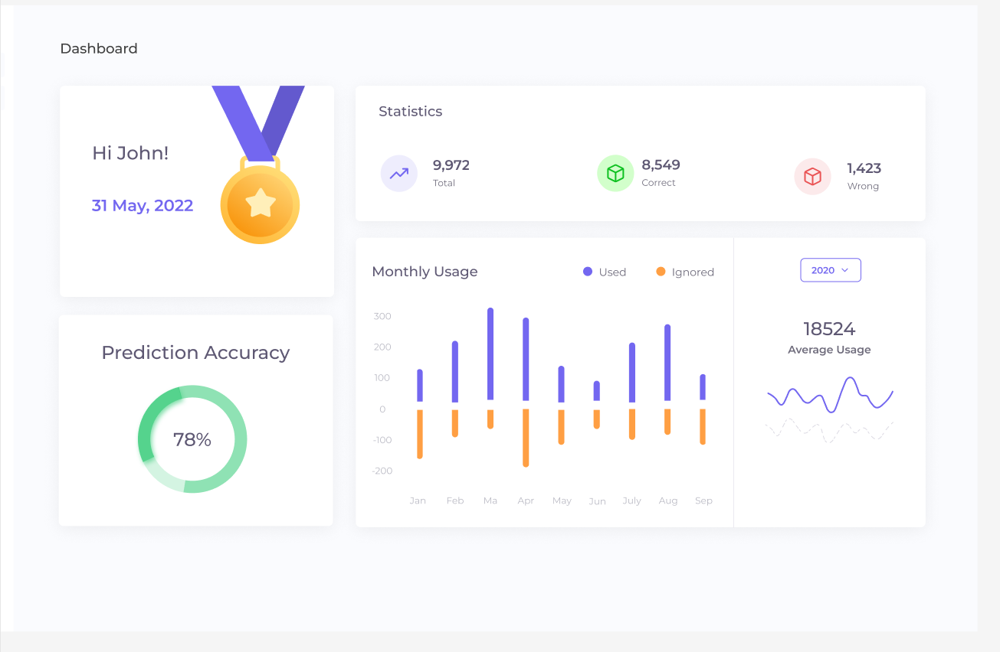 Dashboard
Hi John!
31 May, 2022
Statistics
9,972
Total
8,549
Correct
1,423
Wrong
Prediction Accuracy
78%
Monthly Usage
Used
Ignored
300
200
100
0
-100
-200
Jan Feb Ma Apr May Jun July Aug Sep
2020
18524
Average Usage